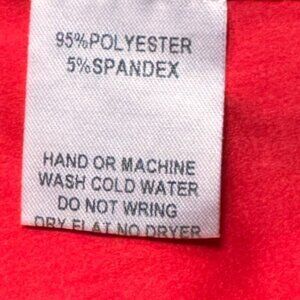 95%POLYESTER
5%SPANDEX
HAND OR MACHINE
WASH COLD WATER
DO NOT WRING
DRY FLAT NO DRYER